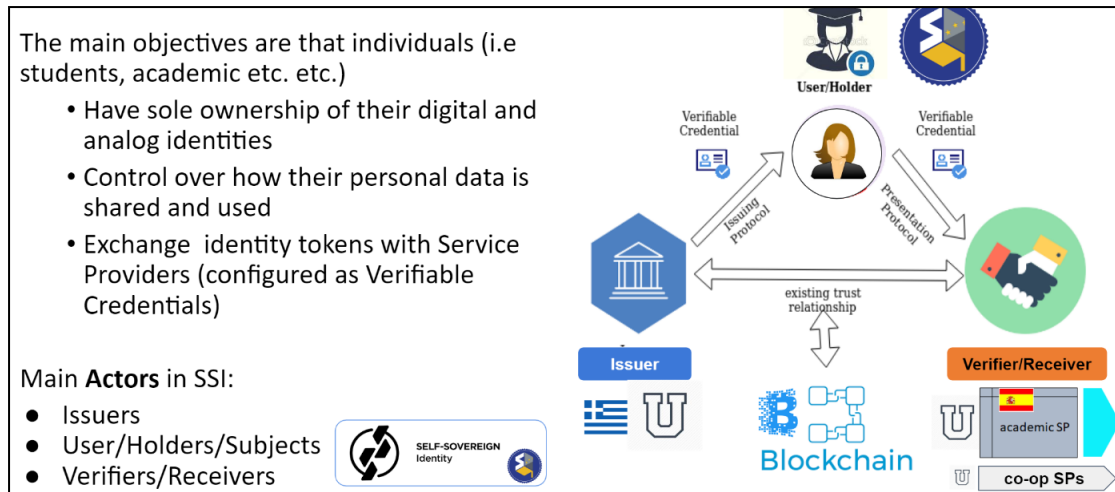 The main objectives are that individuals (i.e
students, academic etc. etc.)
• Have sole ownership of their digital and
analog identities
• Control over how their personal data is
shared and used
• Exchange identity tokens with Service
Providers (configured as Verifiable
Credentials)
Main Actors in SSI:
● Issuers
● User/Holders/Subjects
● Verifiers/Receivers
SELF-SOVEREIGN
Identity
User/Holder
Verifiable
Credential
Verifiable
Credential
Issuing
Protocol
Presentation
Protocol
existing trust
relationship
Issuer
Verifier/Receiver
Blockchain
academic SP
co-op SPs